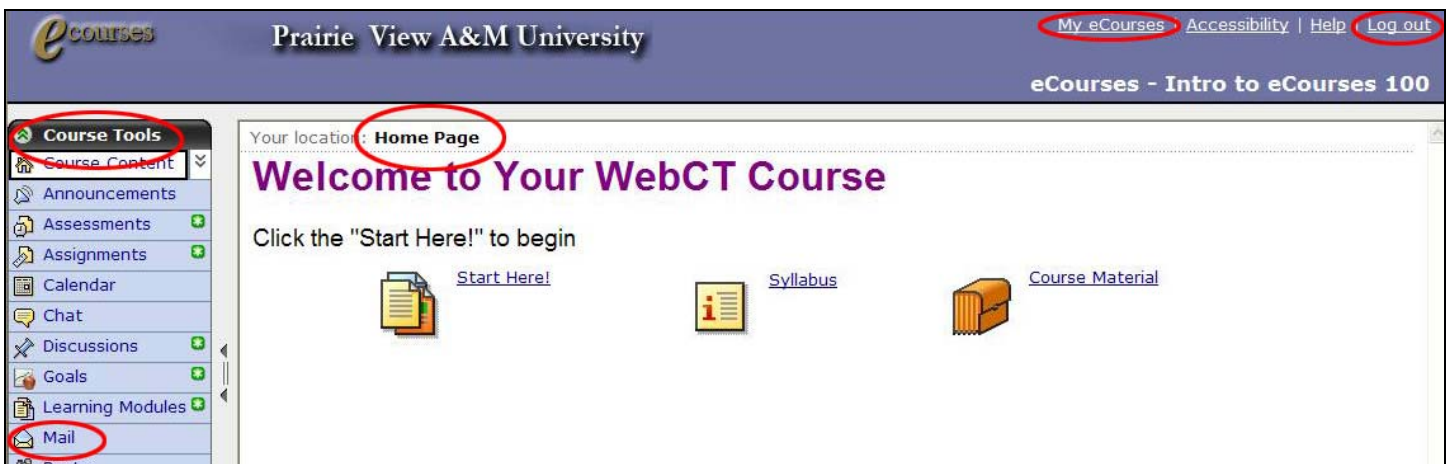 ecourses
Prairie View A&M University
My eCourses | Accessibility | Help | Log out
eCourses - Intro to eCourses 100
Course Tools
Course Content
Announcements
Assessments
Assignments
Calendar
Chat
Discussions
Goals
Learning Modules
Mail
Your location: Home Page
Welcome to Your WebCT Course
Click the "Start Here!" to begin
Start Here!
Syllabus
Course Material